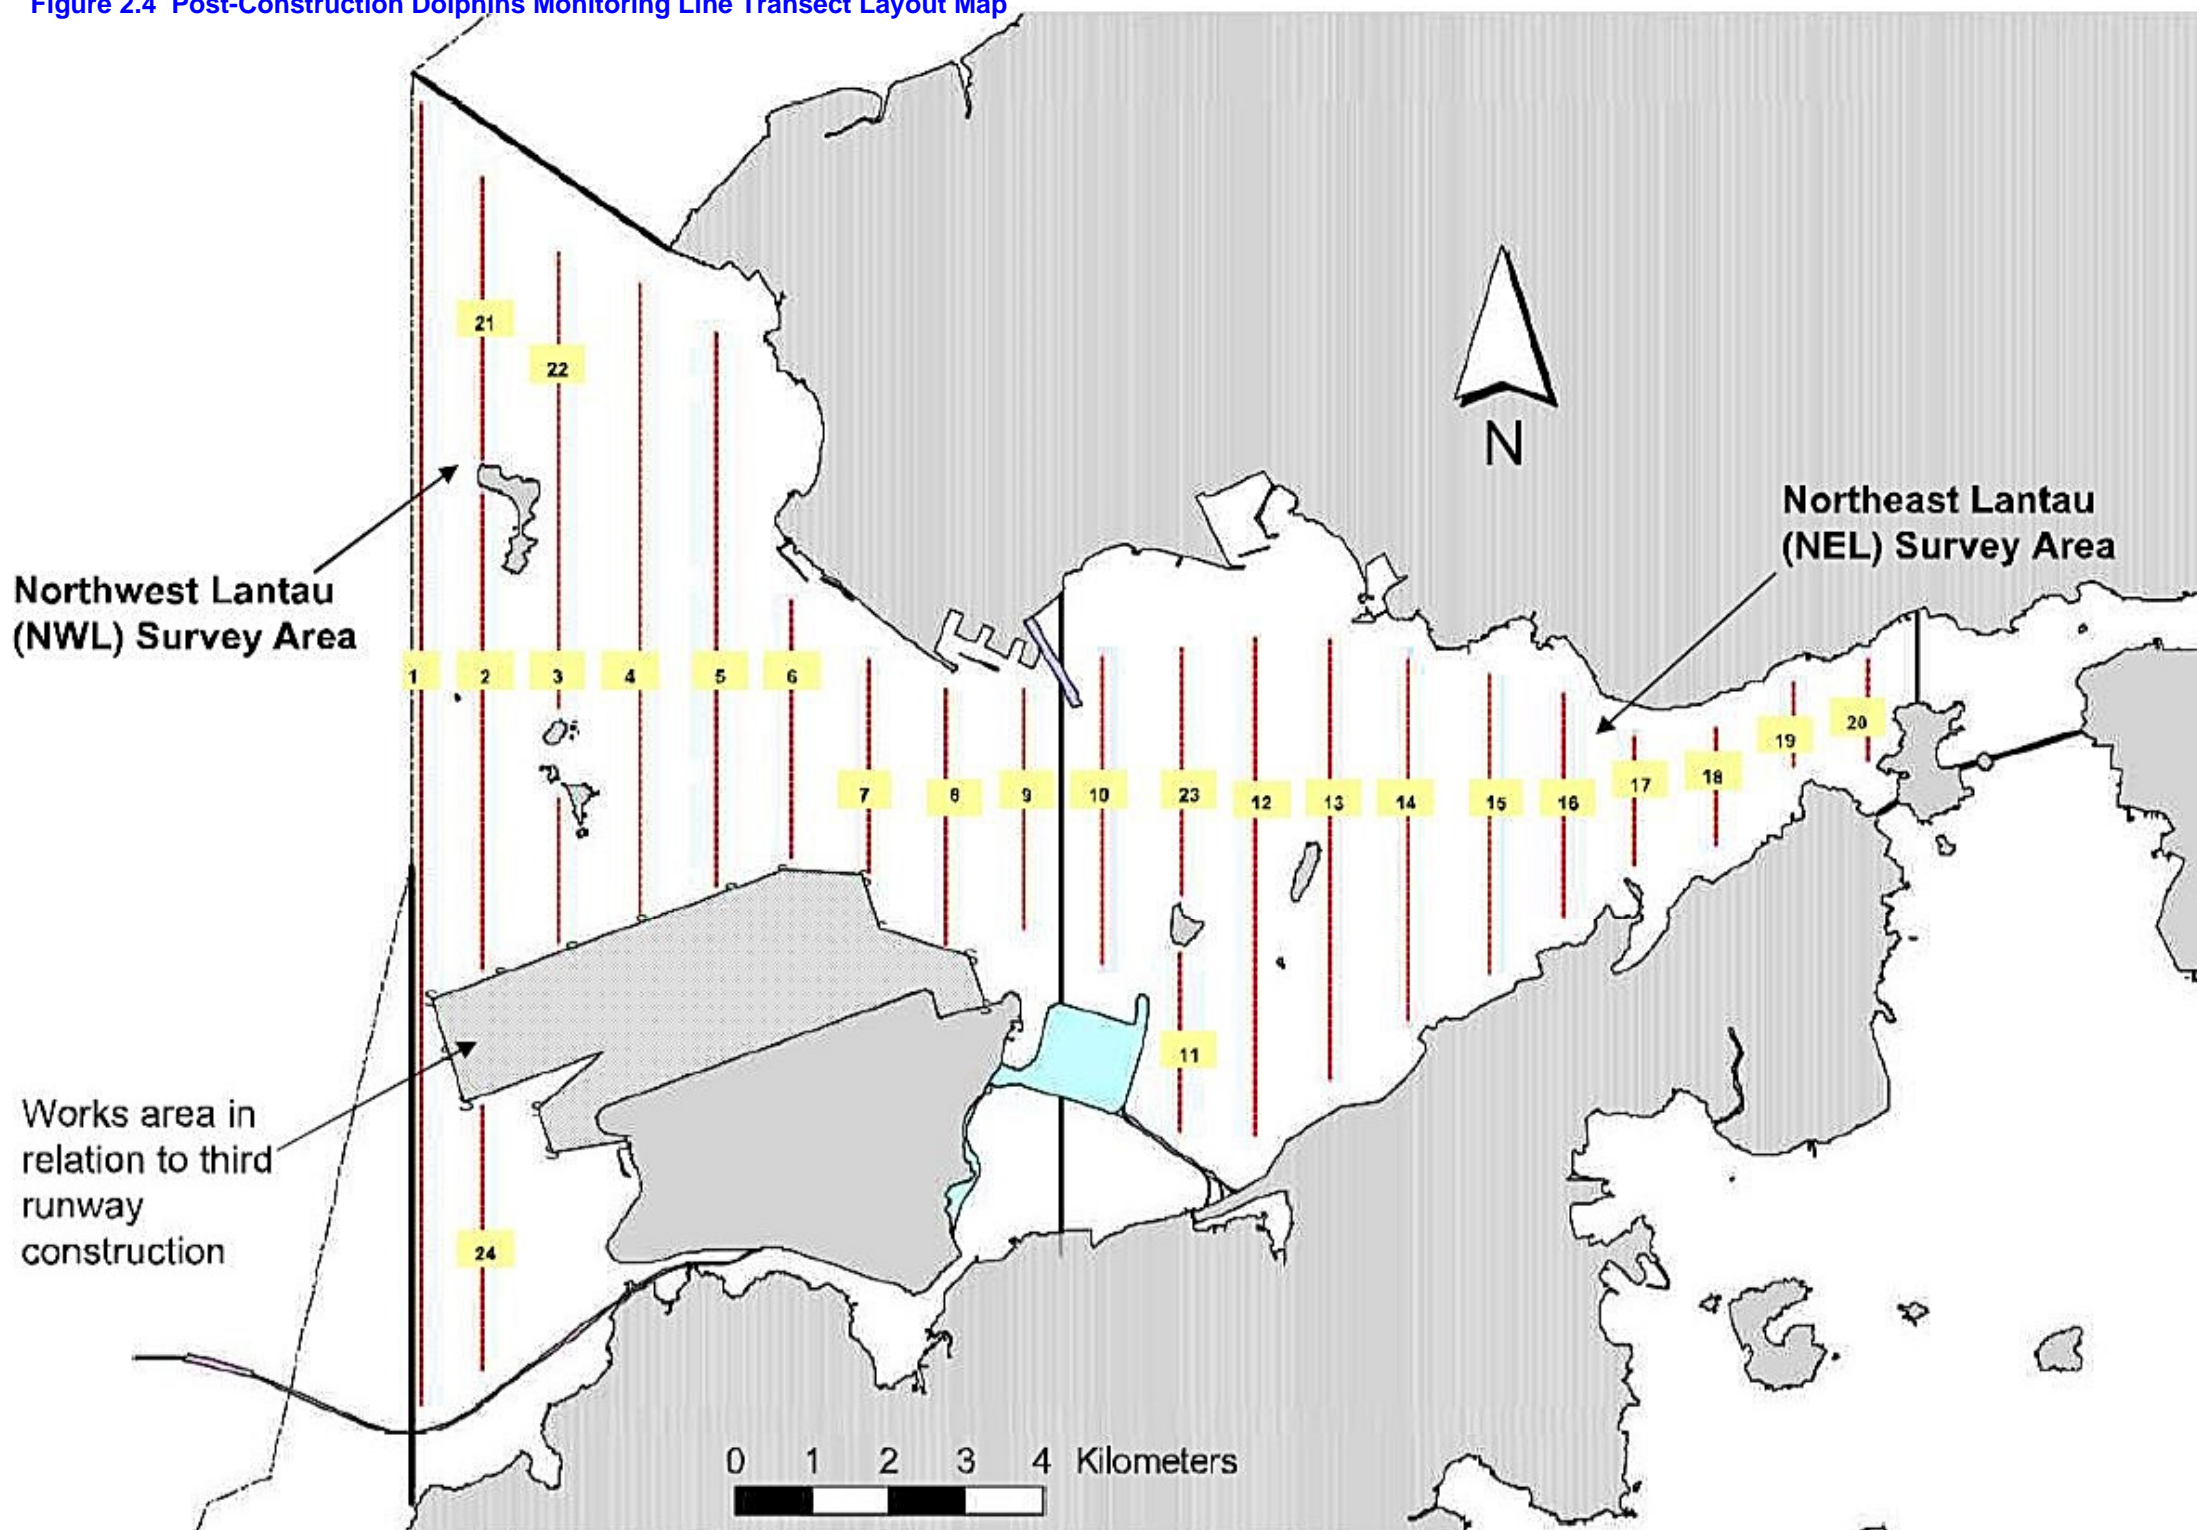 Figure 2.4 Post-Construction Dolphins Monitoring Line Transect Layout Map
21
22
N
Northeast Lantau
(NEL) Survey Area
Northwest Lantau
(NWL) Survey Area
1 2 3 4 5 6
7 8 9 10 23 12 13 14 15 16 17 18 19 20
11
Works area in
relation to third
runway
construction
24
0 1 2 3 4 Kilometers